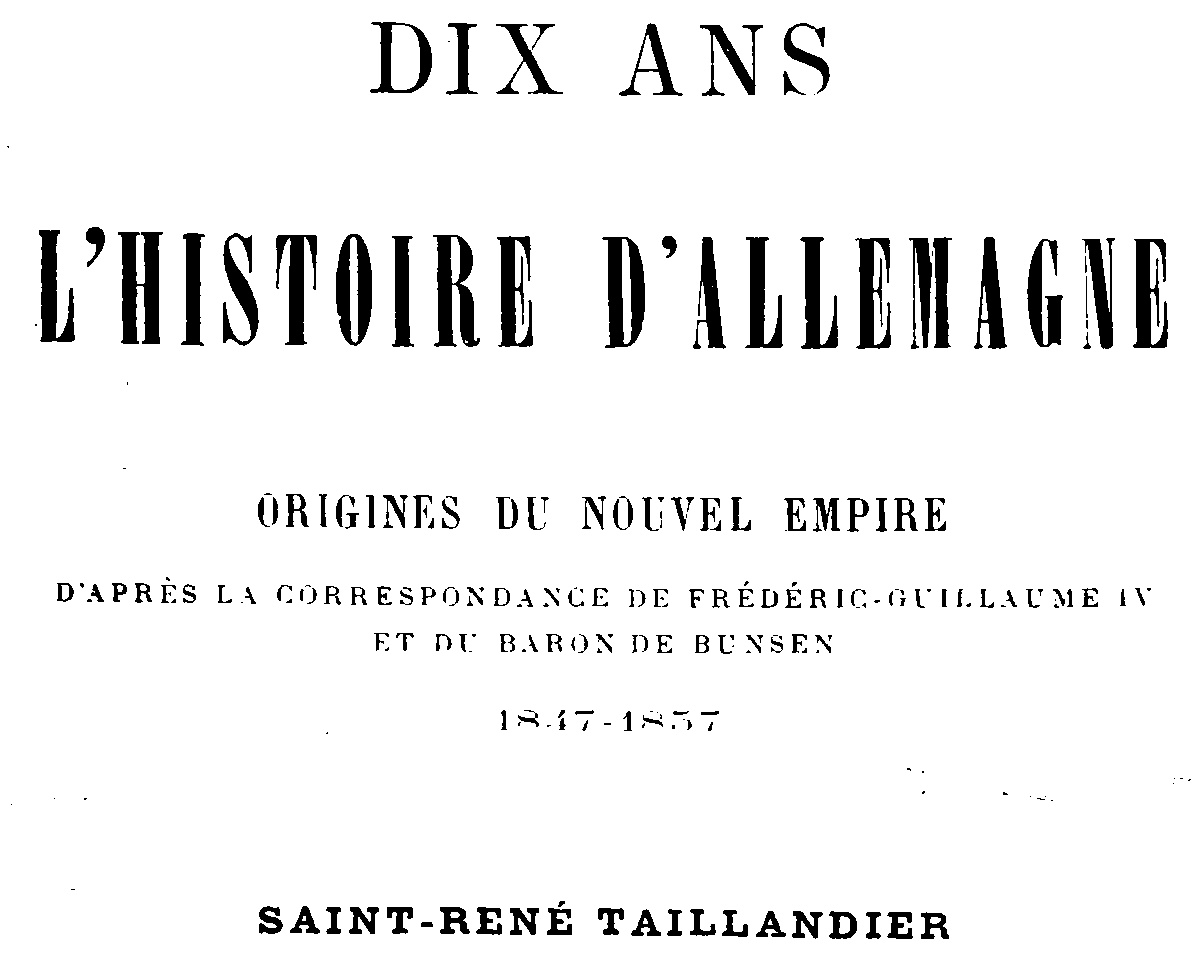 DIX ANS
L'HISTOIRE D'ALLEMAGNE
ORIGINES DU NOUVEL EMPIRE
D'APRÈS LA CORRESPONDANCE DE FRÉDÉRIC-GUILLAUME IV
ET DU BARON DE BUNSEN
1847-1857
SAINT-RENÉ TAILLANDIER